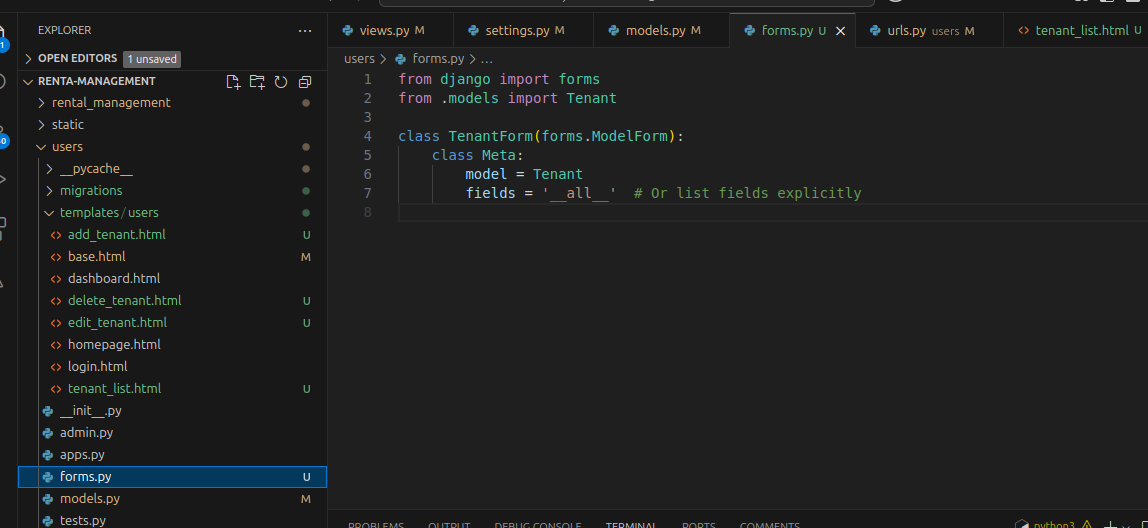 EXPLORER
OPEN EDITORS 1 unsaved
RENTA-MANAGEMENT
rental_management
static
users
__pycache__
migrations
templates/users
add_tenant.html U
base.html M
dashboard.html
delete_tenant.html U
edit_tenant.html U
homepage.html
login.html
tenant_list.html U
__init__.py
admin.py
apps.py
forms.py U
models.py M
tests.py
views.py M settings.py M models.py M forms.py U urls.py users M tenant_list.html U
users > forms.py > ...
1 from django import forms
2 from .models import Tenant
3
4 class TenantForm(forms.ModelForm):
5 class Meta:
6 model = Tenant
7 fields = '__all__' # Or list fields explicitly
8
PROBLEMS OUTPUT DEBUG CONSOLE TERMINAL PORTS COMMENTS python3